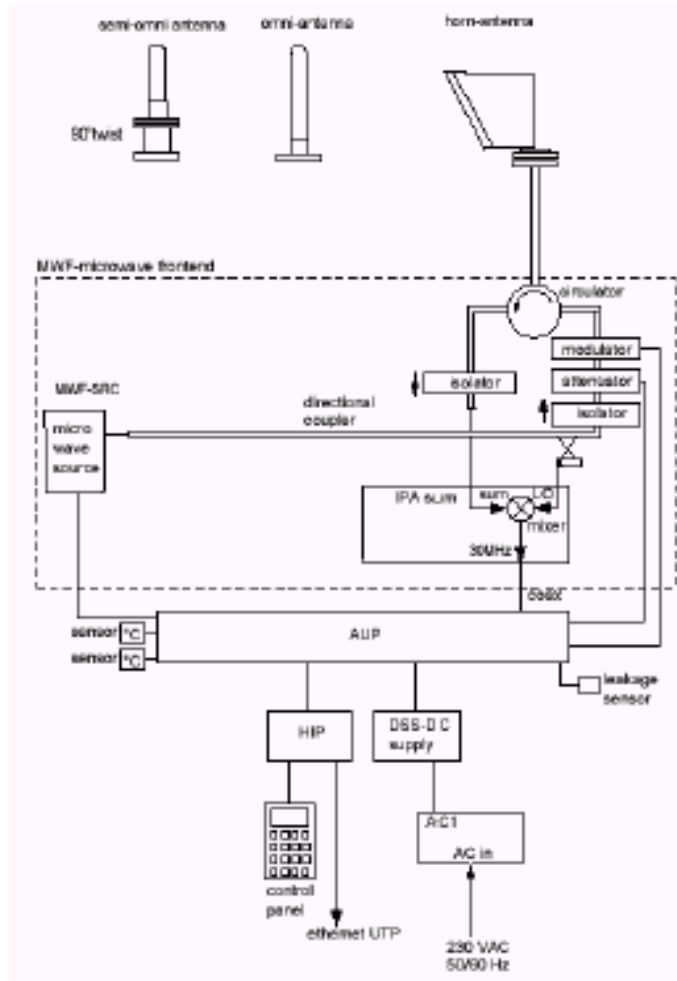 semi-omni antenna
omni-antenna
horn-antenna
90°twist
MWF-microwave frontend
circulator
modulator
isolator
attenuator
isolator
MWF-SRC
directional
coupler
micro
wave
source
IPA sum
sum
L/O
mixer
30MHz
coax
sensor
°C
AUP
sensor
°C
leakage
sensor
HIP
DSS-DC
supply
AC1
AC in
controll
panel
ethernet UTP
230 VAC
50/60 Hz